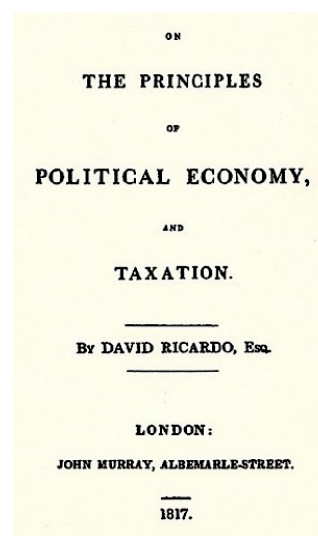 ON
THE PRINCIPLES
OF
POLITICAL ECONOMY,
AND
TAXATION.
By DAVID RICARDO, Esq.
LONDON:
JOHN MURRAY, ALBEMARLE-STREET.
1817.